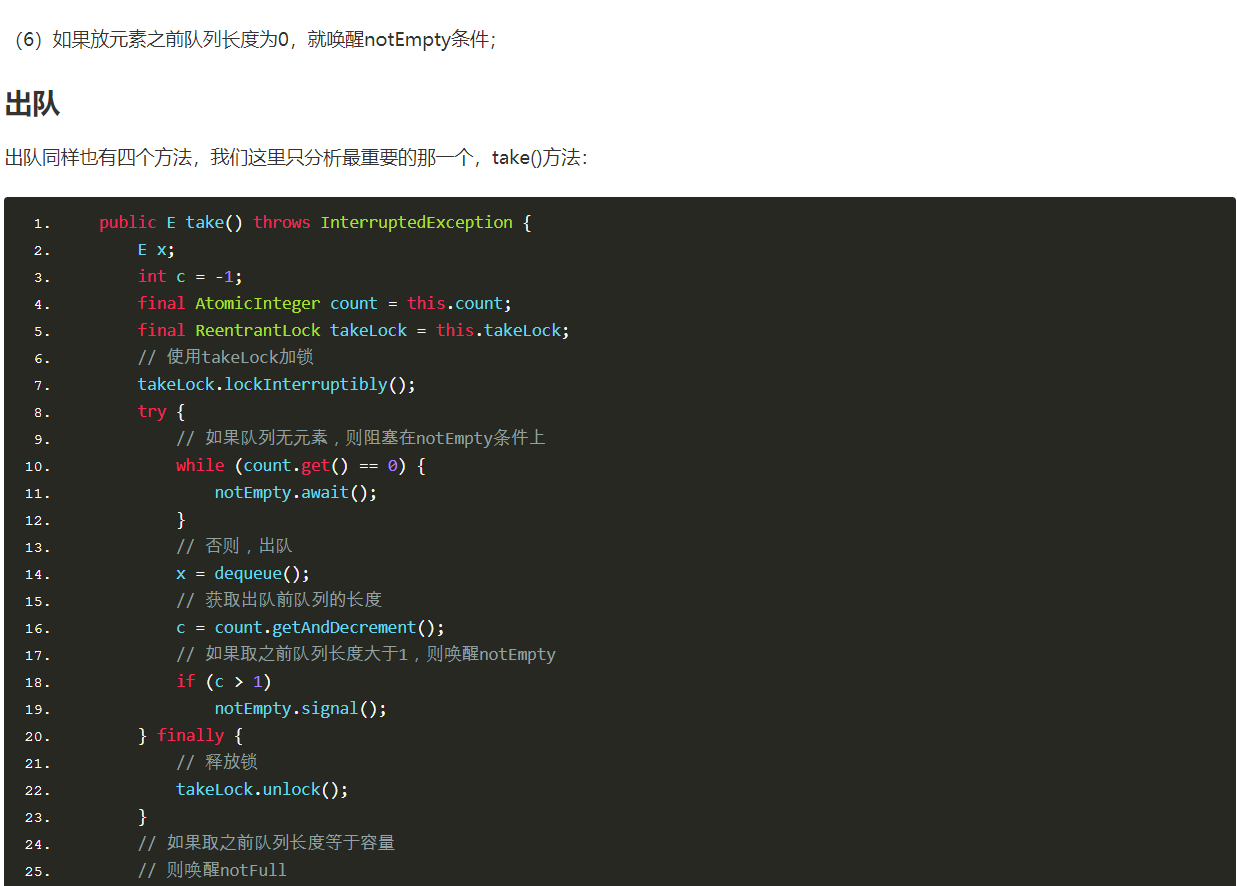 （6）如果放元素之前队列长度为0，就唤醒notEmpty条件；
出队
出队同样也有四个方法，我们这里只分析最重要的那一个，take()方法：
1. public E take() throws InterruptedException {
2. E x;
3. int c = -1;
4. final AtomicInteger count = this.count;
5. final ReentrantLock takeLock = this.takeLock;
6. // 使用takeLock加锁
7. takeLock.lockInterruptibly();
8. try {
9. // 如果队列无元素，则阻塞在notEmpty条件上
10. while (count.get() == 0) {
11. notEmpty.await();
12. }
13. // 否则，出队
14. x = dequeue();
15. // 获取出队前队列的长度
16. c = count.getAndDecrement();
17. // 如果取之前队列长度大于1，则唤醒notEmpty
18. if (c > 1)
19. notEmpty.signal();
20. } finally {
21. // 释放锁
22. takeLock.unlock();
23. }
24. // 如果取之前队列长度等于容量
25. // 则唤醒notFull